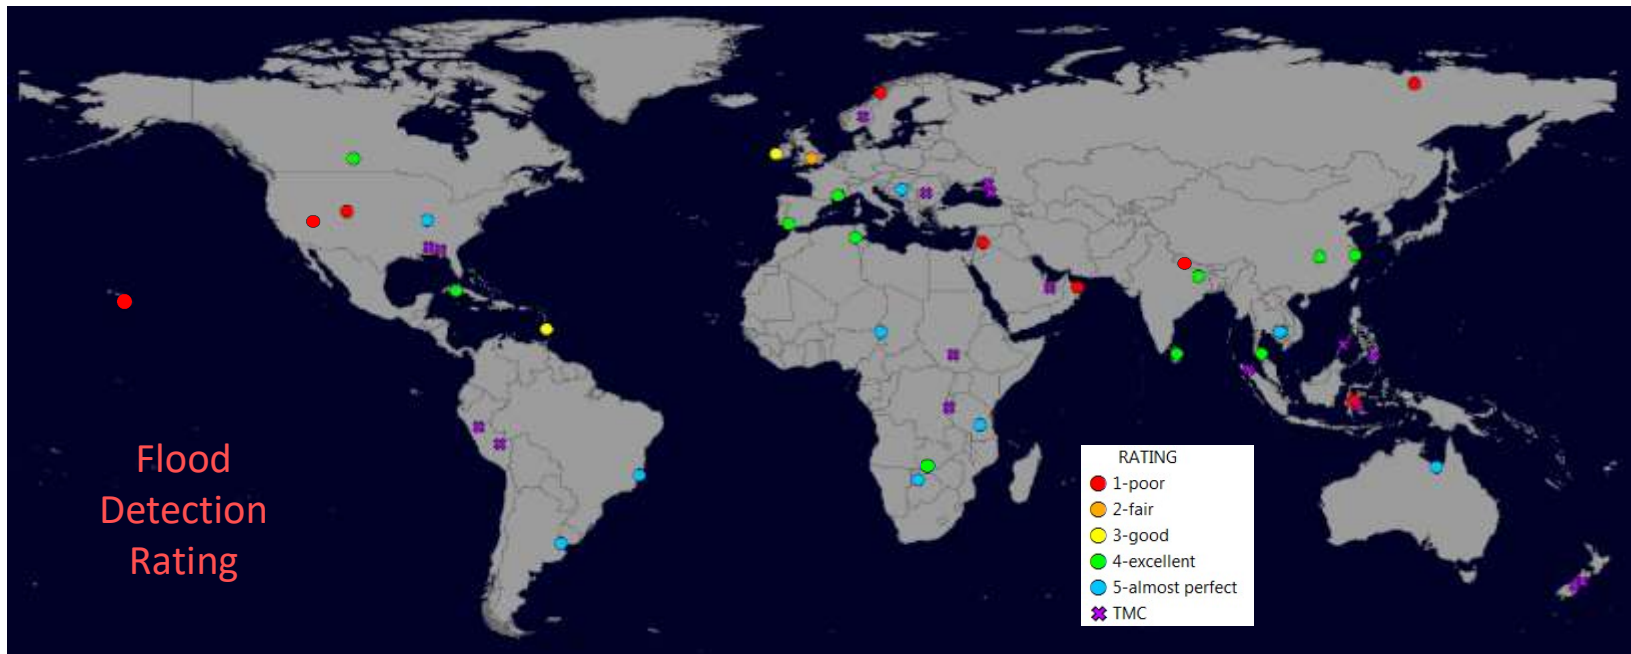 Flood
Detection
Rating
RATING
1-poor
2-fair
3-good
4-excellent
5-almost perfect
TMC